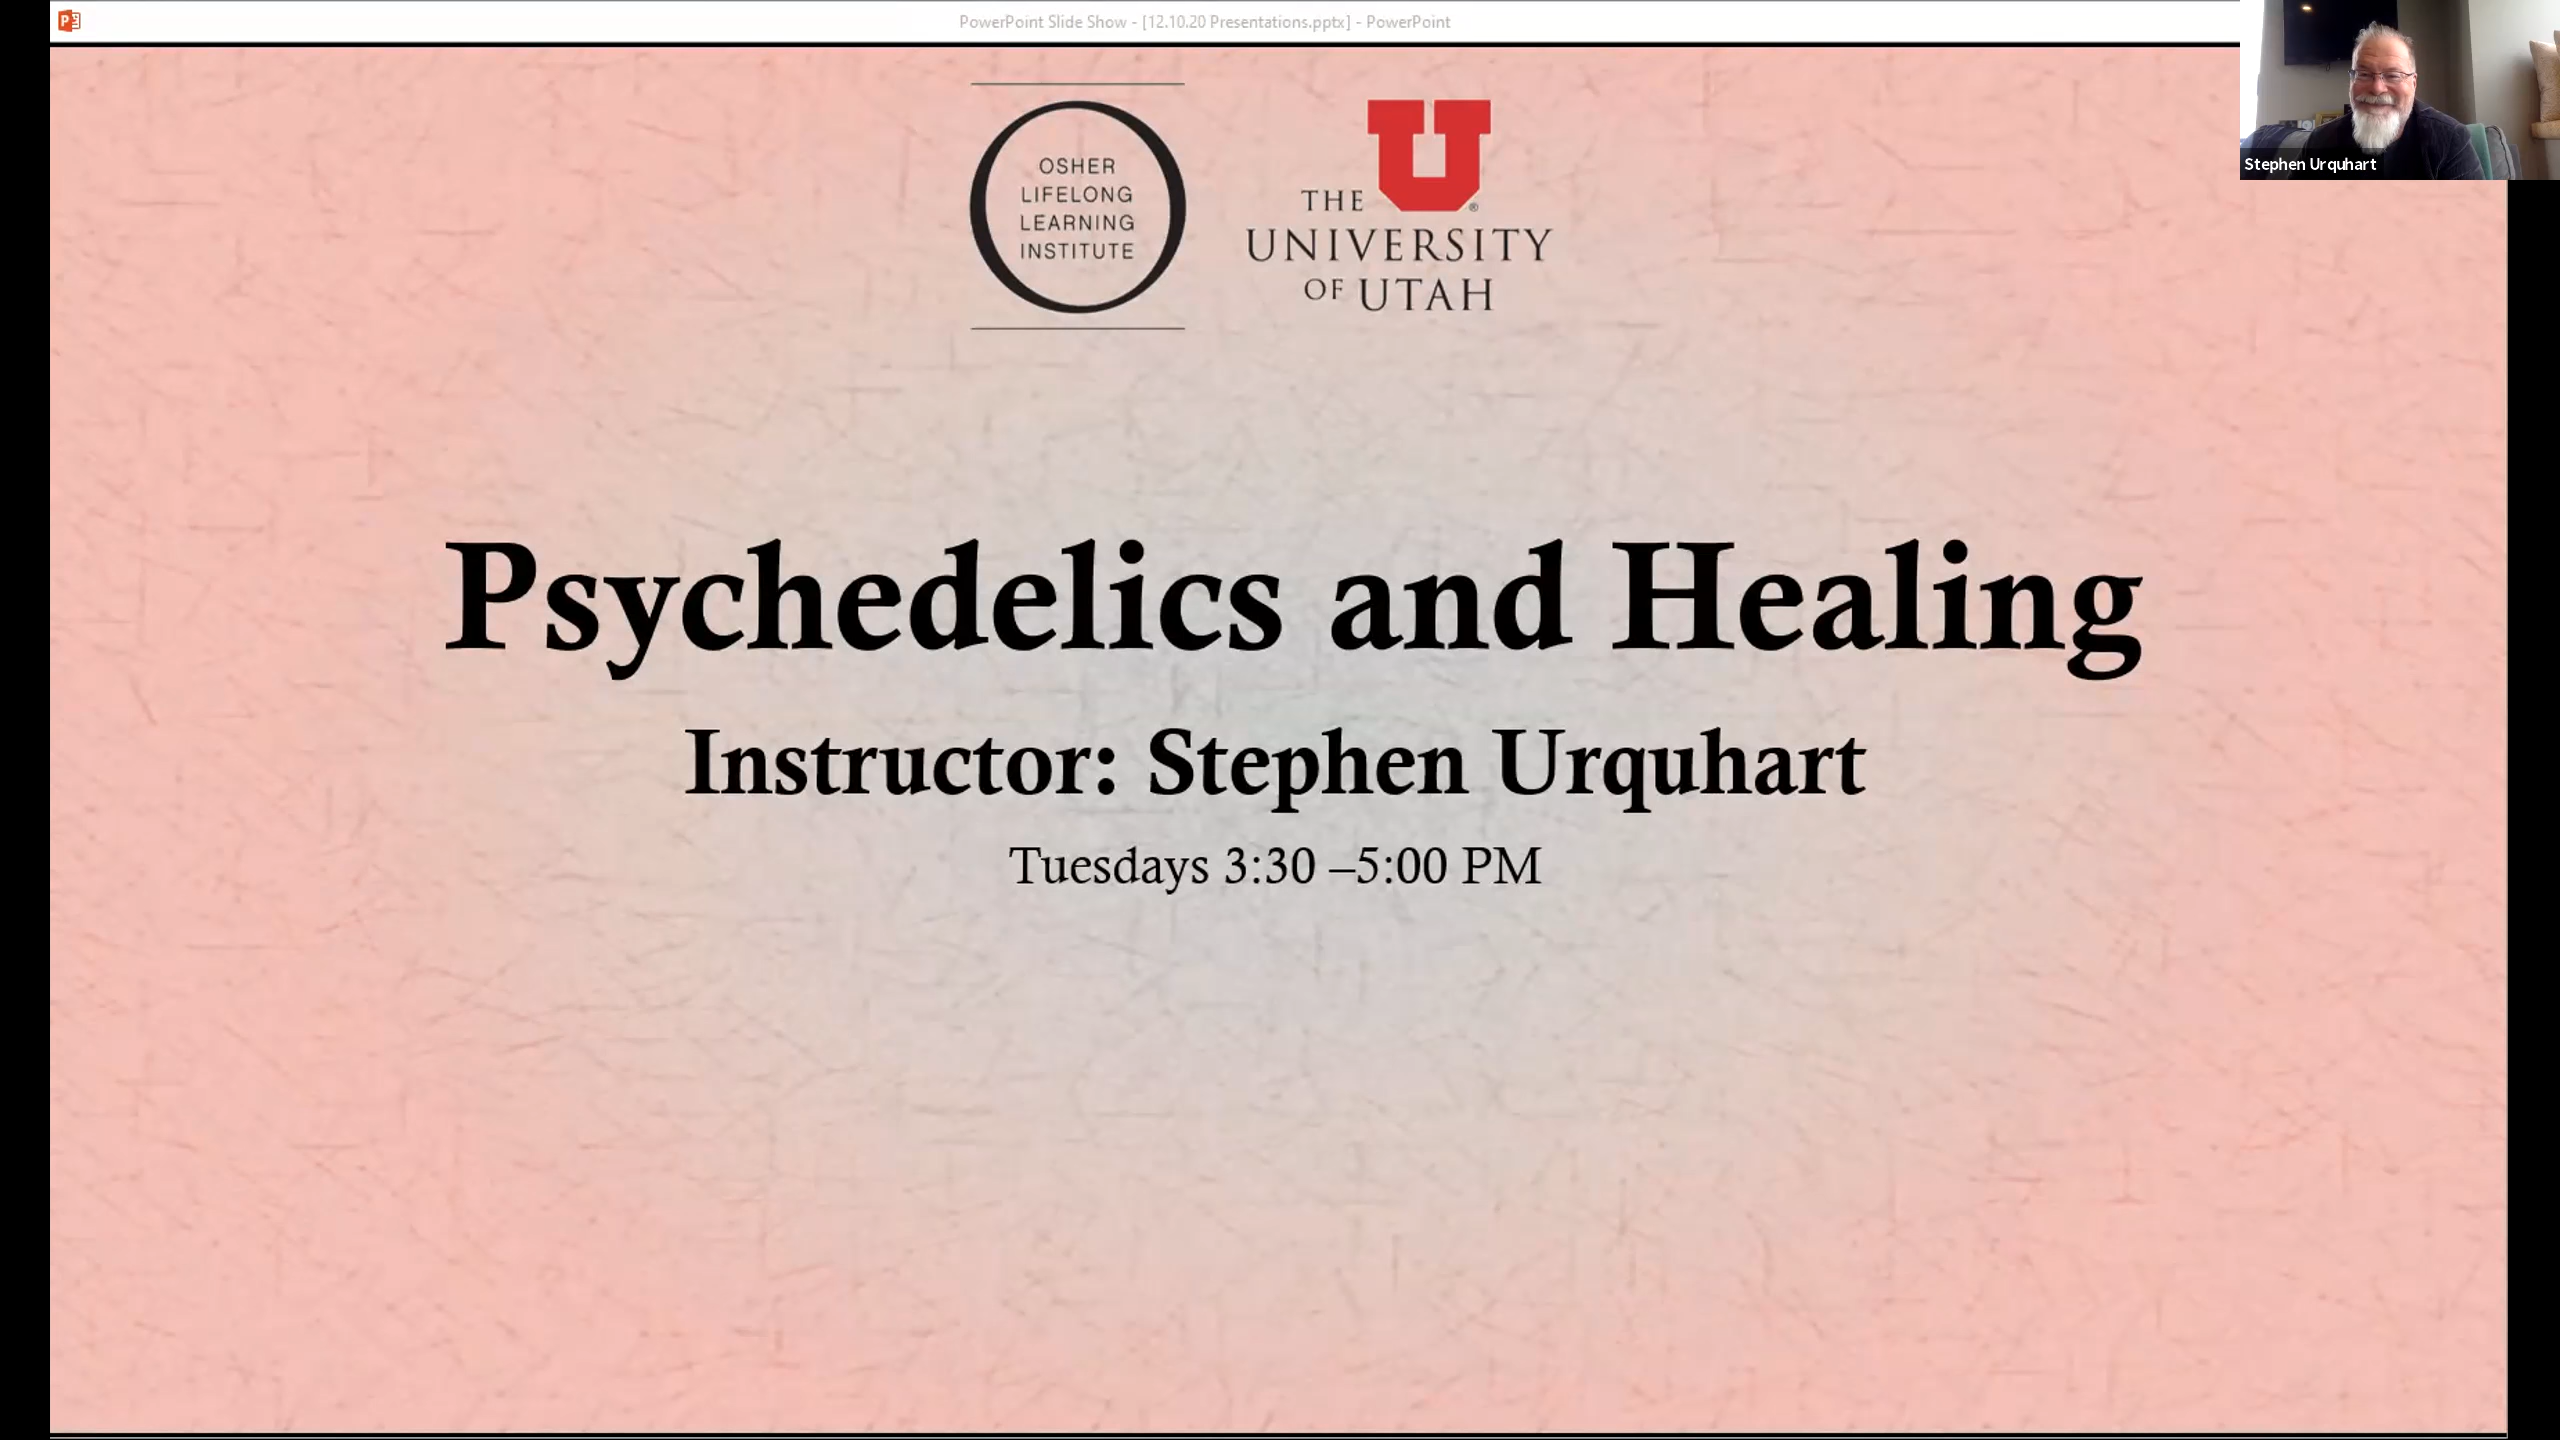 PowerPoint Slide Show - [12.10.20 Presentations.pptx] - PowerPoint
Stephen Urquhart
OSHER
LIFELONG
LEARNING
INSTITUTE
U
THE
UNIVERSITY
OF UTAH
Psychedelics and Healing
Instructor: Stephen Urquhart
Tuesdays 3:30 –5:00 PM